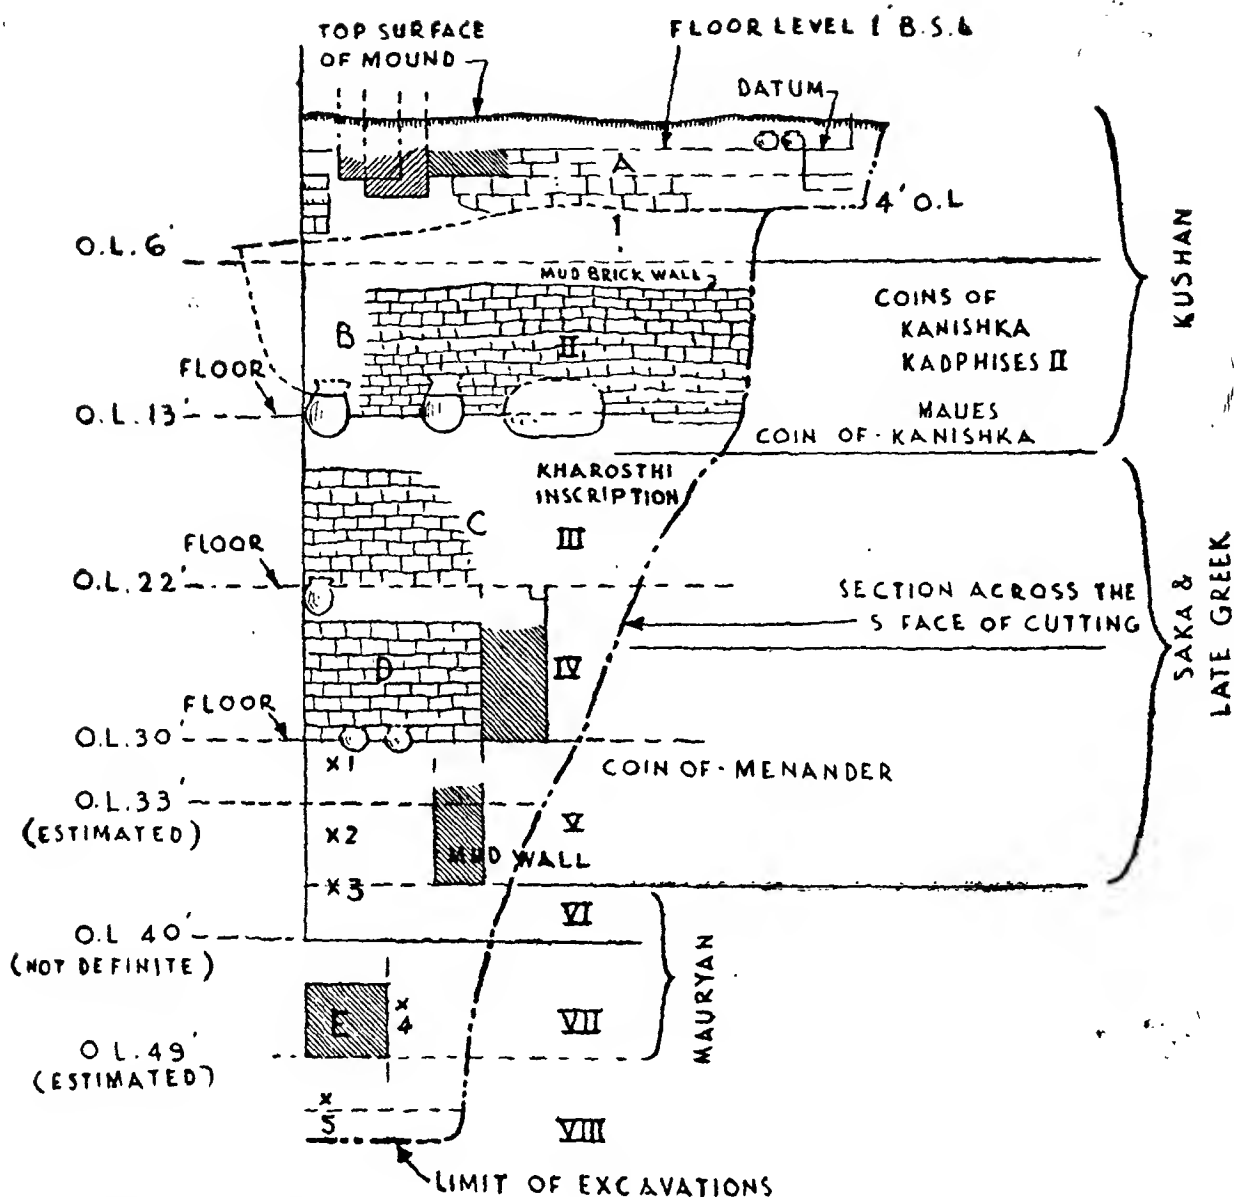 TOP SURFACE
OF MOUND
FLOOR LEVEL 1' B.S.L
DATUM
A
4' O.L
I
O.L. 6'
KUSHAN
MUD BRICK WALL
COINS OF
KANISHKA
KADPHISES II
B
II
FLOOR
O.L. 13'
MAUES
COIN OF·KANISHKA
KHAROSTHI
INSCRIPTION
C
III
FLOOR
O.L. 22'
SECTION ACROSS THE
S FACE OF CUTTING
SAKA &
LATE GREEK
D
IV
FLOOR
O.L. 30'
x1
COIN OF·MENANDER
O.L. 33'
(ESTIMATED)
x2
V
MUD WALL
x3
VI
O.L 40'
(NOT DEFINITE)
MAURYAN
E
x
4
VII
O L. 49'
(ESTIMATED)
x
5
VIII
LIMIT OF EXCAVATIONS